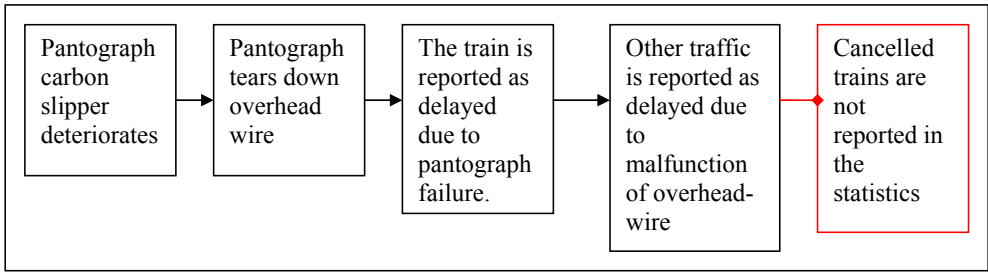 Pantograph
carbon
slipper
deteriorates
Pantograph
tears down
overhead
wire
The train is
reported as
delayed
due to
pantograph
failure.
Other traffic
is reported as
delayed due
to
malfunction
of overhead-
wire
Cancelled
trains are
not
reported in
the
statistics